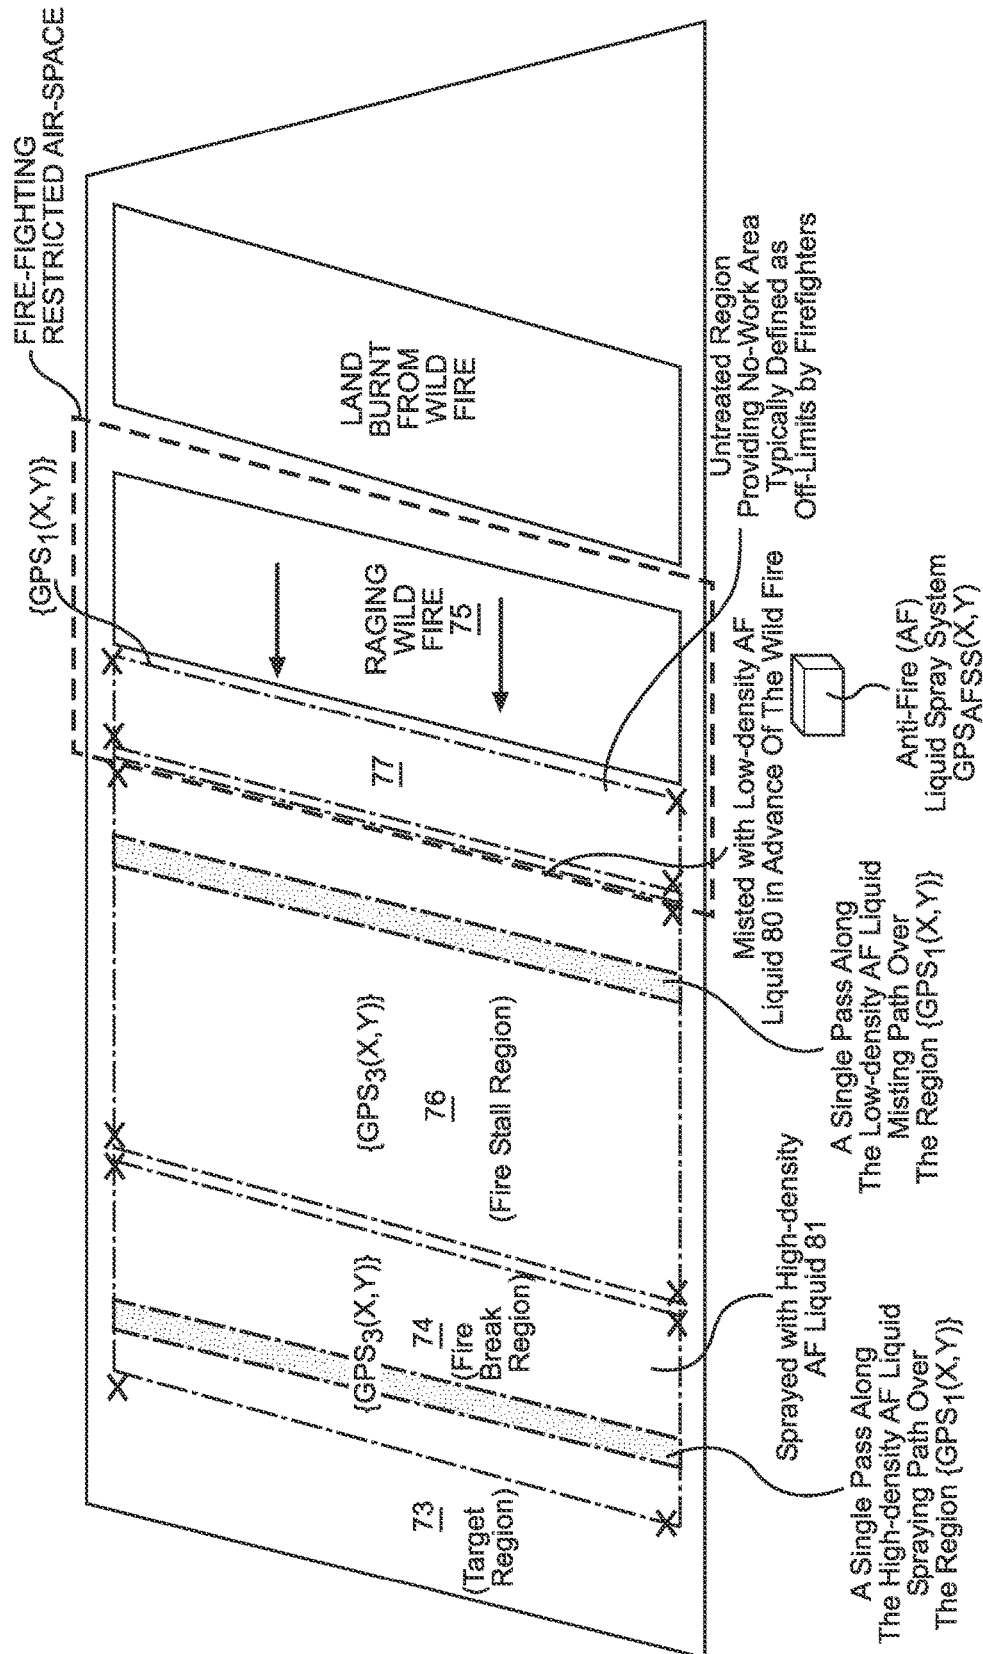 FIRE-FIGHTING
RESTRICTED AIR-SPACE
{GPS1(X,Y)}
LAND
BURNT
FROM
WILD
FIRE
RAGING
WILD
FIRE
75
77
{GPS3(X,Y)}
76
(Fire Stall Region)
{GPS3(X,Y)}
74
(Fire
Break
Region)
73
(Target
Region)
Untreated Region
Providing No-Work Area
Typically Defined as
Off-Limits by Firefighters
Misted with Low-density AF
Liquid 80 in Advance Of The Wild Fire
Anti-Fire (AF)
Liquid Spray System
GPSAFSS(X,Y)
A Single Pass Along
The Low-density AF Liquid
Misting Path Over
The Region {GPS1(X,Y)}
Sprayed with High-density
AF Liquid 81
A Single Pass Along
The High-density AF Liquid
Spraying Path Over
The Region {GPS1(X,Y)}